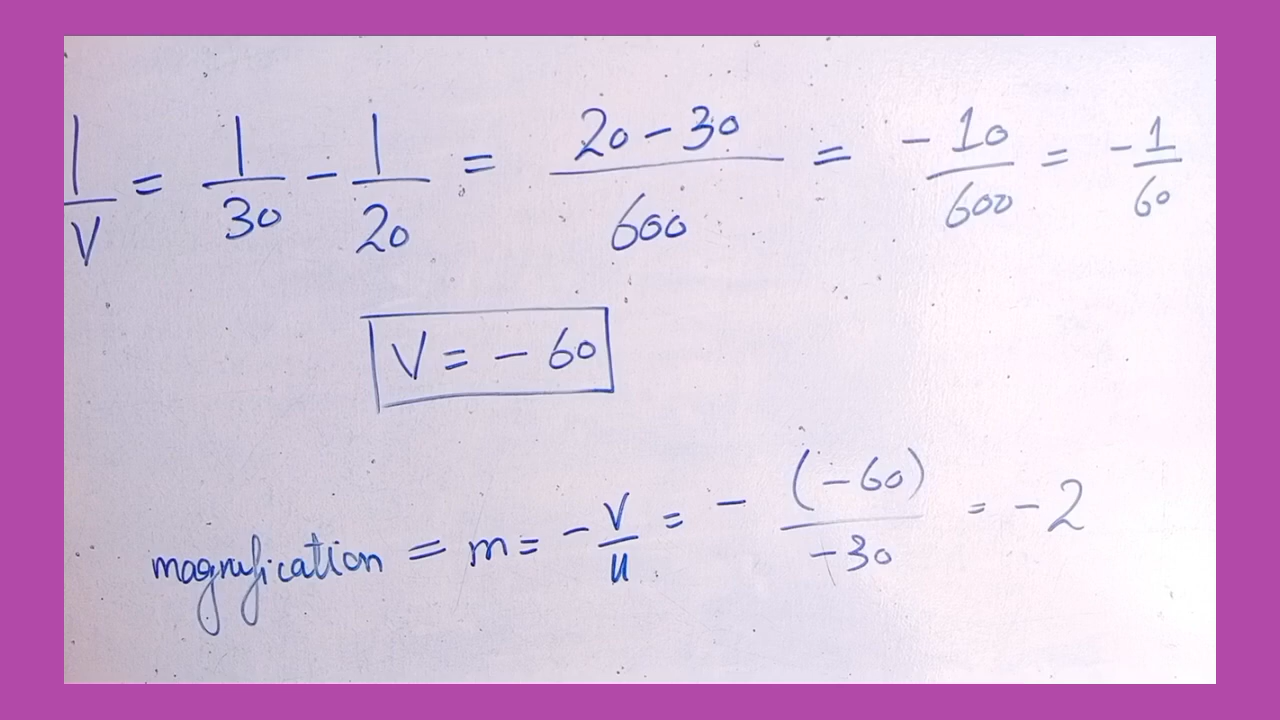 1/V = 1/30 - 1/20 = (20 - 30)/600 = -10/600 = -1/60
V = - 60
magnification = m = - V/u = - (-60)/-30 = -2